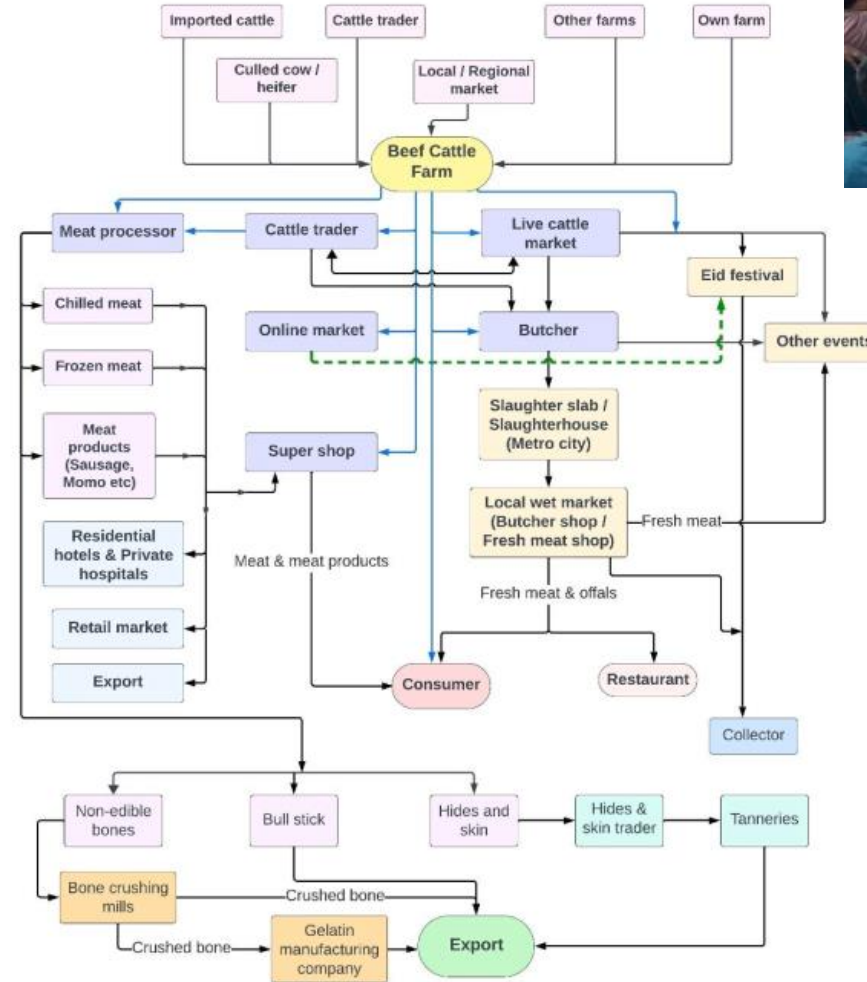 Imported cattle
Cattle trader
Other farms
Own farm
Culled cow /
heifer
Local / Regional
market
Beef Cattle
Farm
Meat processor
Cattle trader
Live cattle
market
Eid festival
Chilled meat
Online market
Butcher
Other events
Frozen meat
Meat
products
(Sausage,
Momo etc)
Super shop
Slaughter slab /
Slaughterhouse
(Metro city)
Local wet market
(Butcher shop /
Fresh meat shop)
Fresh meat
Residential
hotels & Private
hospitals
Meat & meat products
Fresh meat & offals
Retail market
Export
Consumer
Restaurant
Collector
Non-edible
bones
Bull stick
Hides and
skin
Hides &
skin trader
Tanneries
Bone crushing
mills
Crushed bone
Crushed bone
Gelatin
manufacturing
company
Export